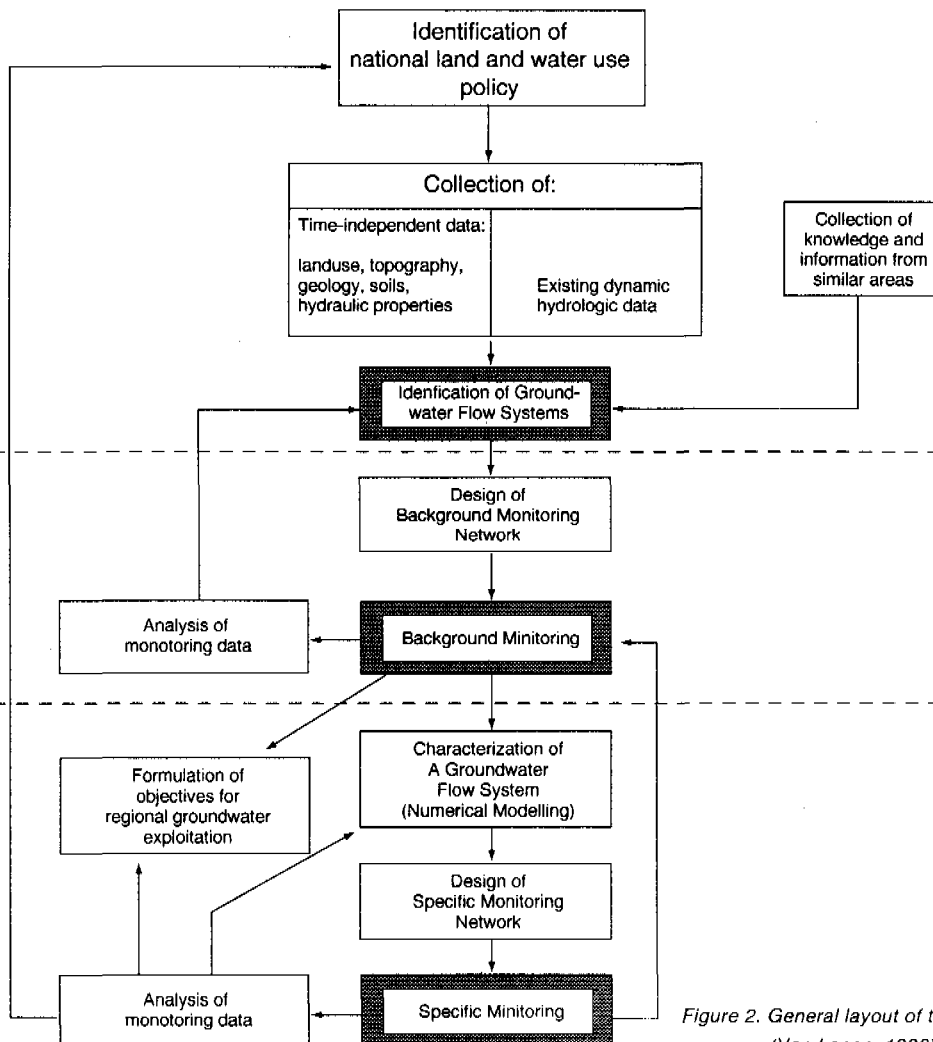 Identification of
national land and water use
policy
Collection of:
Time-independent data:
landuse, topography,
geology, soils,
hydraulic properties
Existing dynamic
hydrologic data
Collection of
knowledge and
information from
similar areas
Idenfication of Ground-
water Flow Systems
Design of
Background Monitoring
Network
Analysis of
monotoring data
Background Minitoring
Formulation of
objectives for
regional groundwater
exploitation
Characterization of
A Groundwater
Flow System
(Numerical Modelling)
Design of
Specific Monitoring
Network
Analysis of
monotoring data
Specific Minitoring
Figure 2. General layout of